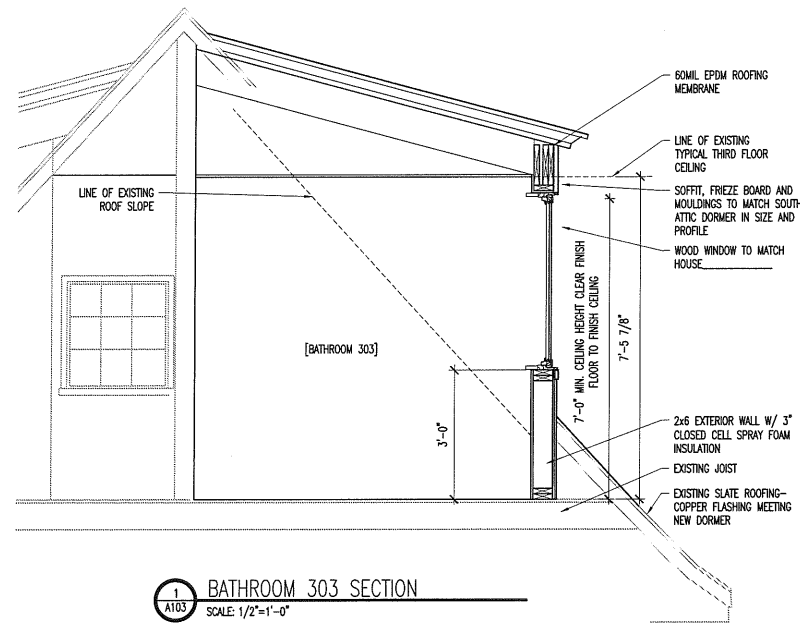 60MIL EPDM ROOFING
MEMBRANE
LINE OF EXISTING
TYPICAL THIRD FLOOR
CEILING
LINE OF EXISTING
ROOF SLOPE
SOFFIT, FRIEZE BOARD AND
MOULDINGS TO MATCH SOUTH
ATTIC DORMER IN SIZE AND
PROFILE
WOOD WINDOW TO MATCH
HOUSE
7'-0" MIN. CEILING HEIGHT CLEAR FINISH
FLOOR TO FINISH CEILING
7'-5 7/8"
[BATHROOM 303]
3'-0"
2x6 EXTERIOR WALL W/ 3"
CLOSED CELL SPRAY FOAM
INSULATION
EXISTING JOIST
EXISTING SLATE ROOFING-
COPPER FLASHING MEETING
NEW DORMER
1
A103
BATHROOM 303 SECTION
SCALE: 1/2"=1'-0"